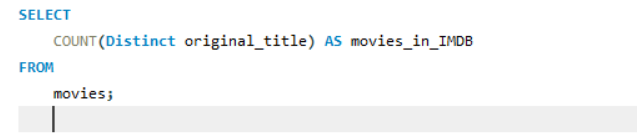 SELECT
COUNT(Distinct original_title) AS movies_in_IMDB
FROM
movies;